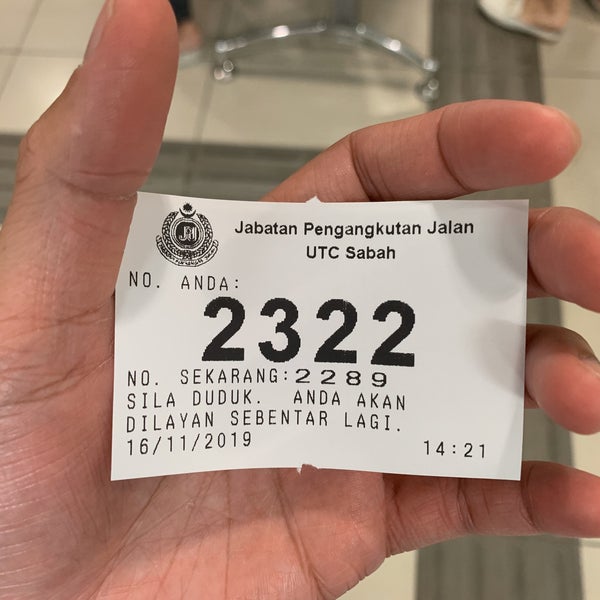 Jabatan Pengangkutan Jalan
UTC Sabah
NO. ANDA:
2322
NO. SEKARANG:2289
SILA DUDUK. ANDA AKAN
DILAYAN SEBENTAR LAGI.
16/11/2019 14:21